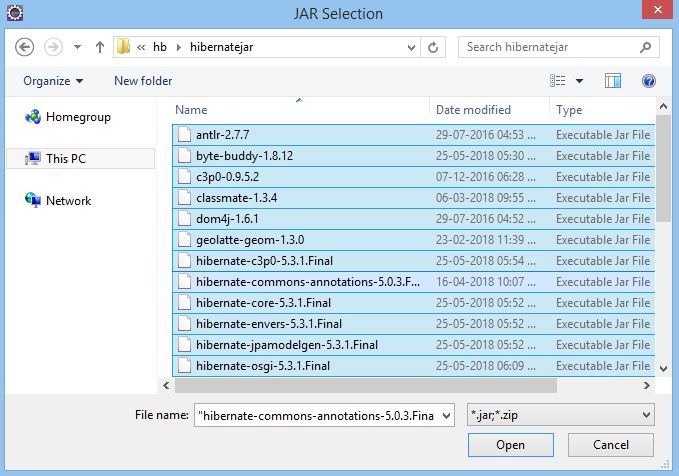 JAR Selection
« hb hibernatejar Search hibernatejar
Organize New folder
Name Date modified Type
Homegroup
This PC
Network
antlr-2.7.7 29-07-2016 04:53 ... Executable Jar File
byte-buddy-1.8.12 25-05-2018 05:30 ... Executable Jar File
c3p0-0.9.5.2 07-12-2016 06:28 ... Executable Jar File
classmate-1.3.4 06-03-2018 09:55 ... Executable Jar File
dom4j-1.6.1 29-07-2016 04:52 ... Executable Jar File
geolatte-geom-1.3.0 23-02-2018 11:39 ... Executable Jar File
hibernate-c3p0-5.3.1.Final 25-05-2018 05:54 ... Executable Jar File
hibernate-commons-annotations-5.0.3.F... 16-04-2018 10:07 ... Executable Jar File
hibernate-core-5.3.1.Final 25-05-2018 05:52 ... Executable Jar File
hibernate-envers-5.3.1.Final 25-05-2018 05:52 ... Executable Jar File
hibernate-jpamodelgen-5.3.1.Final 25-05-2018 05:52 ... Executable Jar File
hibernate-osgi-5.3.1.Final 25-05-2018 06:09 ... Executable Jar File
File name: "hibernate-commons-annotations-5.0.3.Fina *.jar;*.zip
Open Cancel